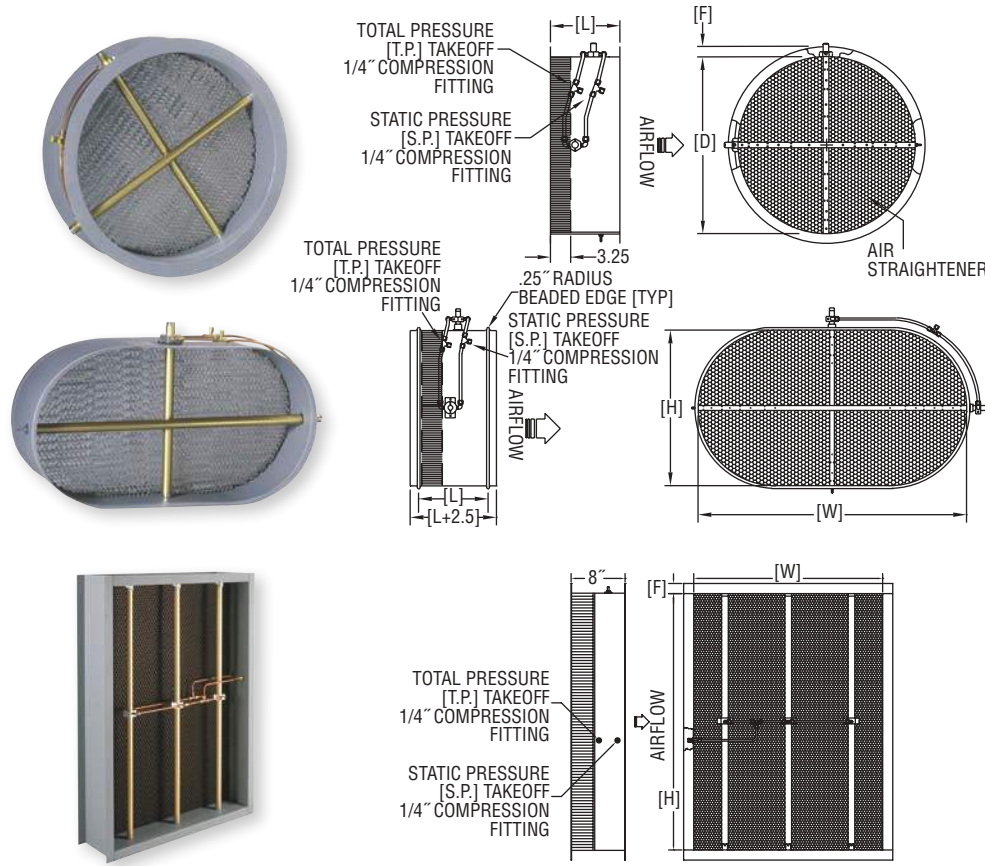 TOTAL PRESSURE
[T.P.] TAKEOFF
1/4˝ COMPRESSION
FITTING
STATIC PRESSURE
[S.P.] TAKEOFF
1/4˝ COMPRESSION
FITTING
[L]
3.25
AIRFLOW
[F]
[D]
AIR
STRAIGHTENER
TOTAL PRESSURE
[T.P.] TAKEOFF
1/4˝ COMPRESSION
FITTING
.25˝ RADIUS
BEADED EDGE [TYP]
STATIC PRESSURE
[S.P.] TAKEOFF
1/4˝ COMPRESSION
FITTING
AIRFLOW
[L]
[L+2.5]
[H]
[W]
8˝
TOTAL PRESSURE
[T.P.] TAKEOFF
1/4˝ COMPRESSION
FITTING
STATIC PRESSURE
[S.P.] TAKEOFF
1/4˝ COMPRESSION
FITTING
AIRFLOW
[F]
[W]
[H]